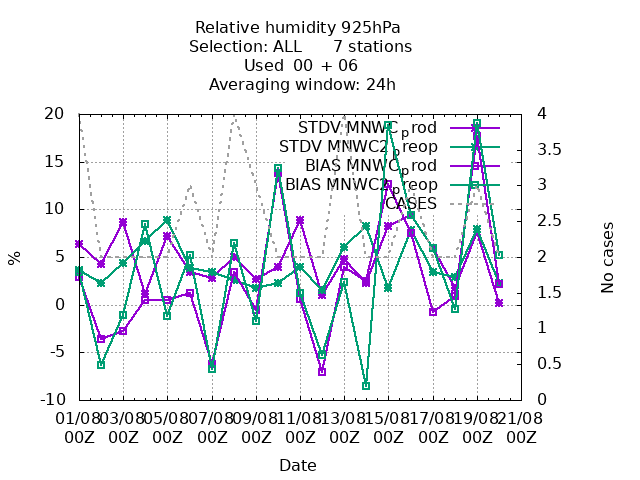 Relative humidity 925hPa
Selection: ALL 7 stations
Used 00 + 06
Averaging window: 24h
20 4
15 3.5
10 3
5 2.5
0 2
-5 1.5
-10 1
0.5
0
STDV MNWC_prod
STDV MNWC2_preop
BIAS MNWC_prod
BIAS MNWC2_preop
CASES
%
No cases
01/08 03/08 05/08 07/08 09/08 11/08 13/08 15/08 17/08 19/08 21/08
00Z 00Z 00Z 00Z 00Z 00Z 00Z 00Z 00Z 00Z 00Z
Date